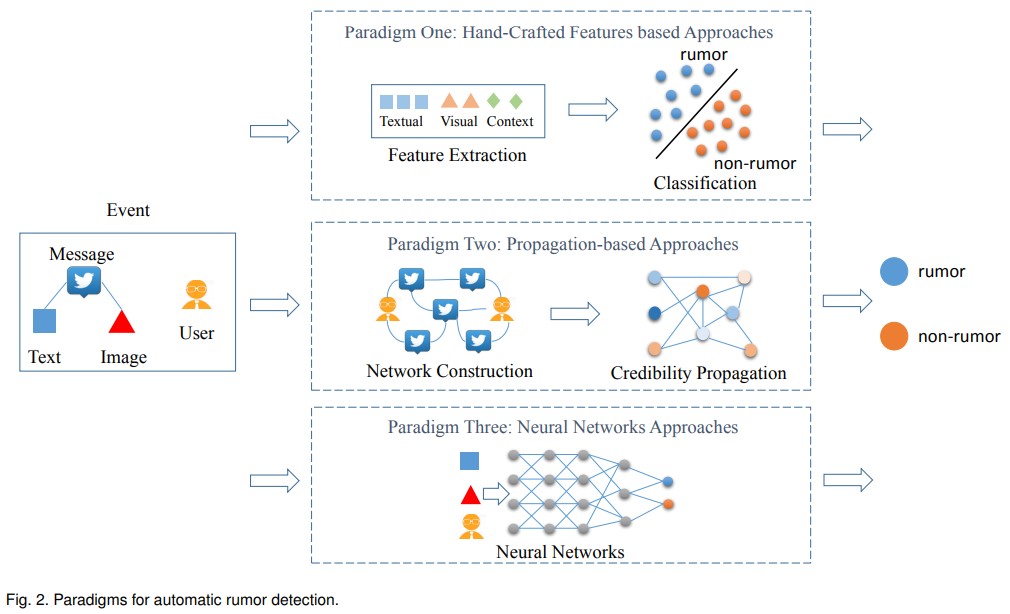 Paradigm One: Hand-Crafted Features based Approaches
rumor
Textual Visual Context
Feature Extraction
non-rumor
Classification
Event
Message
Text
Image
User
Paradigm Two: Propagation-based Approaches
Network Construction
Credibility Propagation
rumor
non-rumor
Paradigm Three: Neural Networks Approaches
Neural Networks
Fig. 2. Paradigms for automatic rumor detection.